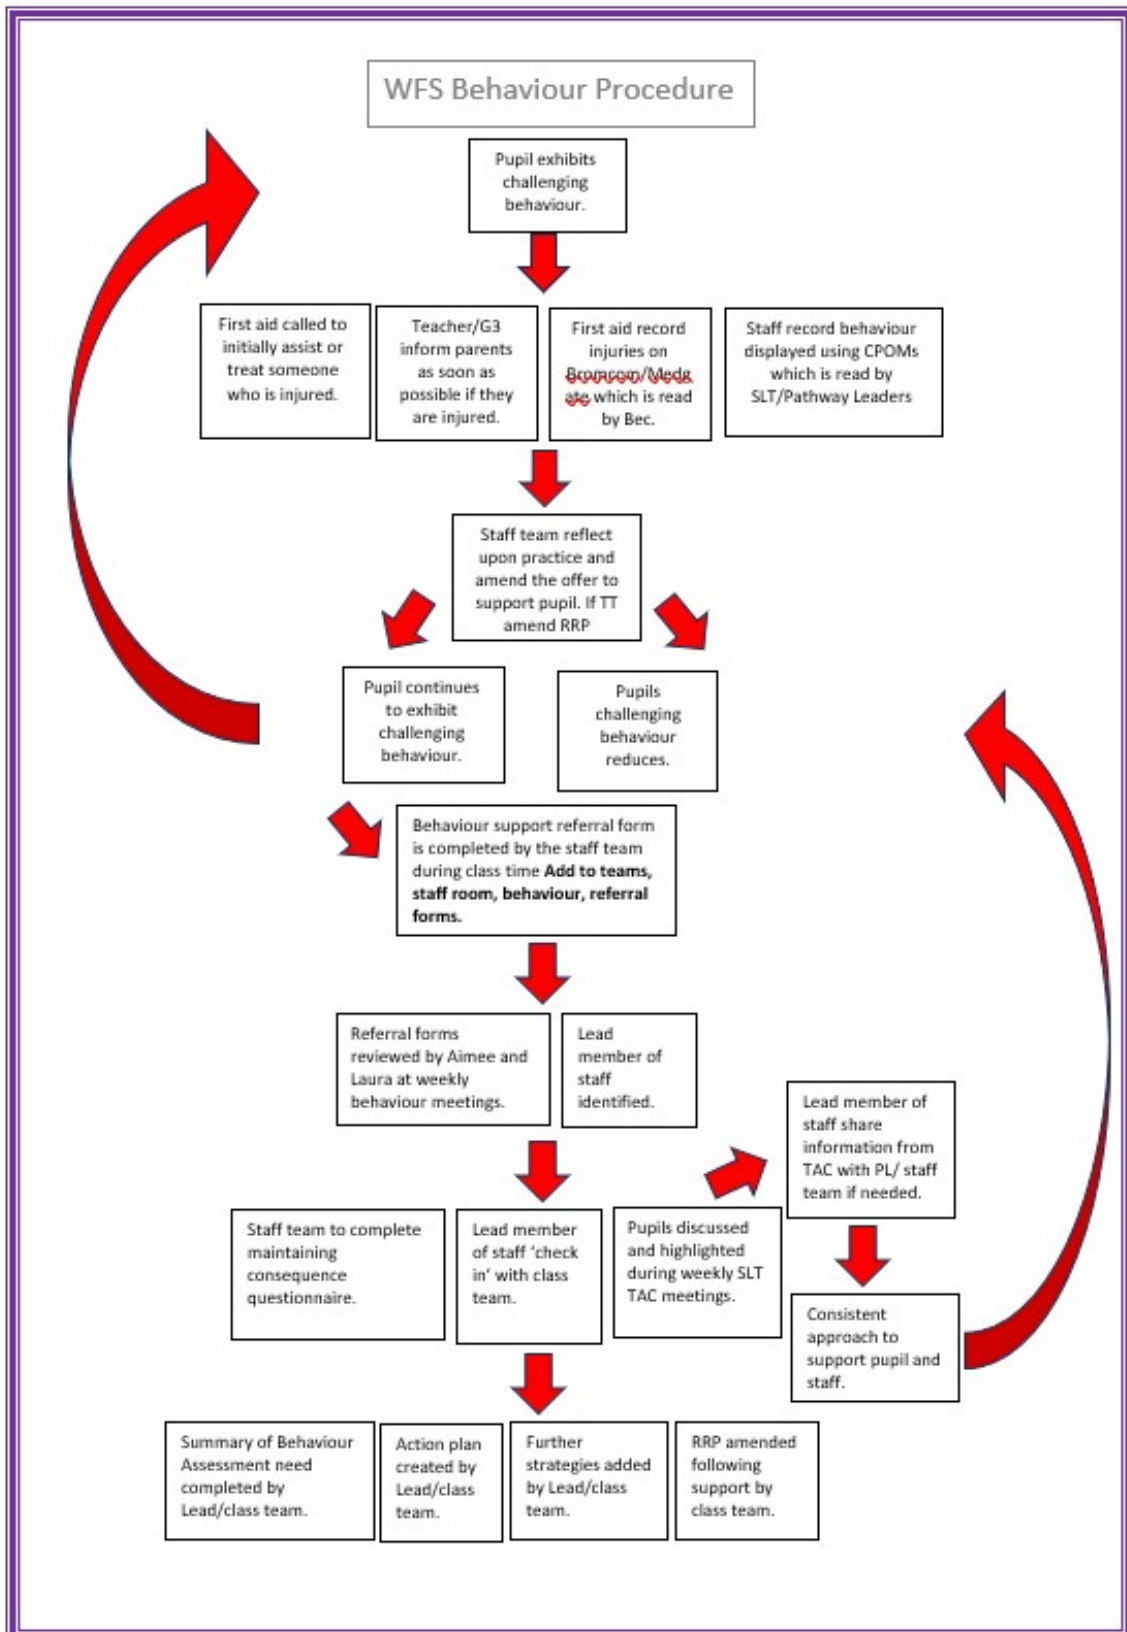 WFS Behaviour Procedure
Pupil exhibits
challenging
behaviour.
First aid called to
initially assist or
treat someone
who is injured.
Teacher/G3
inform parents
as soon as
possible if they
are injured.
First aid record
injuries on
Bromcom/Medg
ate which is read
by Bec.
Staff record behaviour
displayed using CPOMs
which is read by
SLT/Pathway Leaders
Staff team reflect
upon practice and
amend the offer to
support pupil. If TT
amend RRP
Pupil continues
to exhibit
challenging
behaviour.
Pupils
challenging
behaviour
reduces.
Behaviour support referral form
is completed by the staff team
during class time Add to teams,
staff room, behaviour, referral
forms.
Referral forms
reviewed by Aimee and
Laura at weekly
behaviour meetings.
Lead
member of
staff
identified.
Lead member of
staff share
information from
TAC with PL/ staff
team if needed.
Staff team to complete
maintaining
consequence
questionnaire.
Lead member
of staff ‘check
in’ with class
team.
Pupils discussed
and highlighted
during weekly SLT
TAC meetings.
Consistent
approach to
support pupil and
staff.
Summary of Behaviour
Assessment need
completed by
Lead/class team.
Action plan
created by
Lead/class
team.
Further
strategies added
by Lead/class
team.
RRP amended
following
support by
class team.